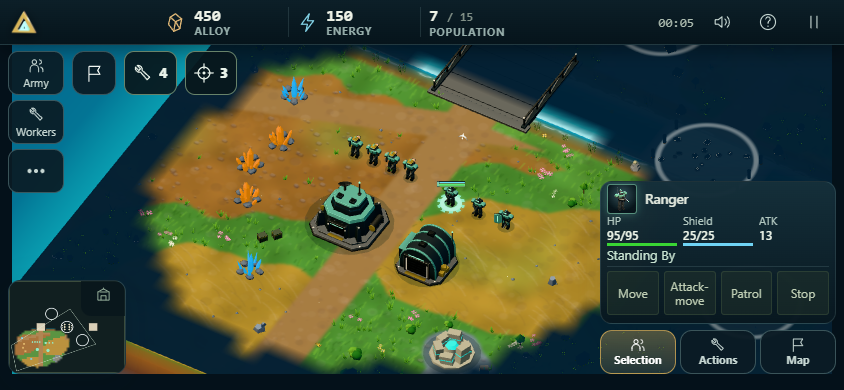 450
ALLOY
150
ENERGY
7 / 15
POPULATION
00:05
Army
4
3
Workers
Ranger
HP
Shield
ATK
95/95
25/25
13
Standing By
Move
Attack-
move
Patrol
Stop
Selection
Actions
Map